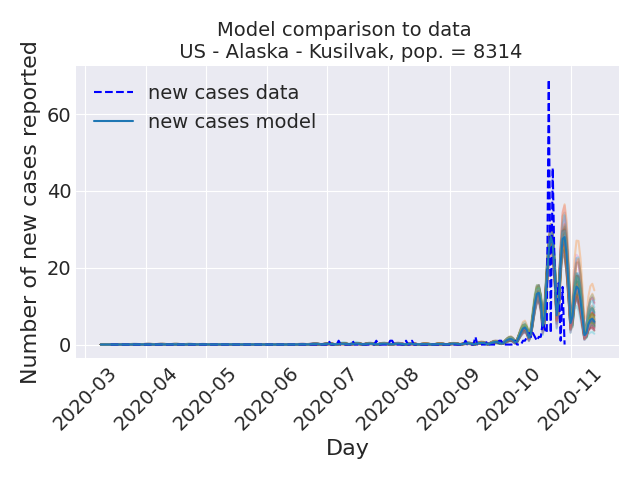 Model comparison to data
US - Alaska - Kusilvak, pop. = 8314
new cases data
new cases model
Number of new cases reported
60
40
20
0
2020-03
2020-04
2020-05
2020-06
2020-07
2020-08
2020-09
2020-10
2020-11
Day